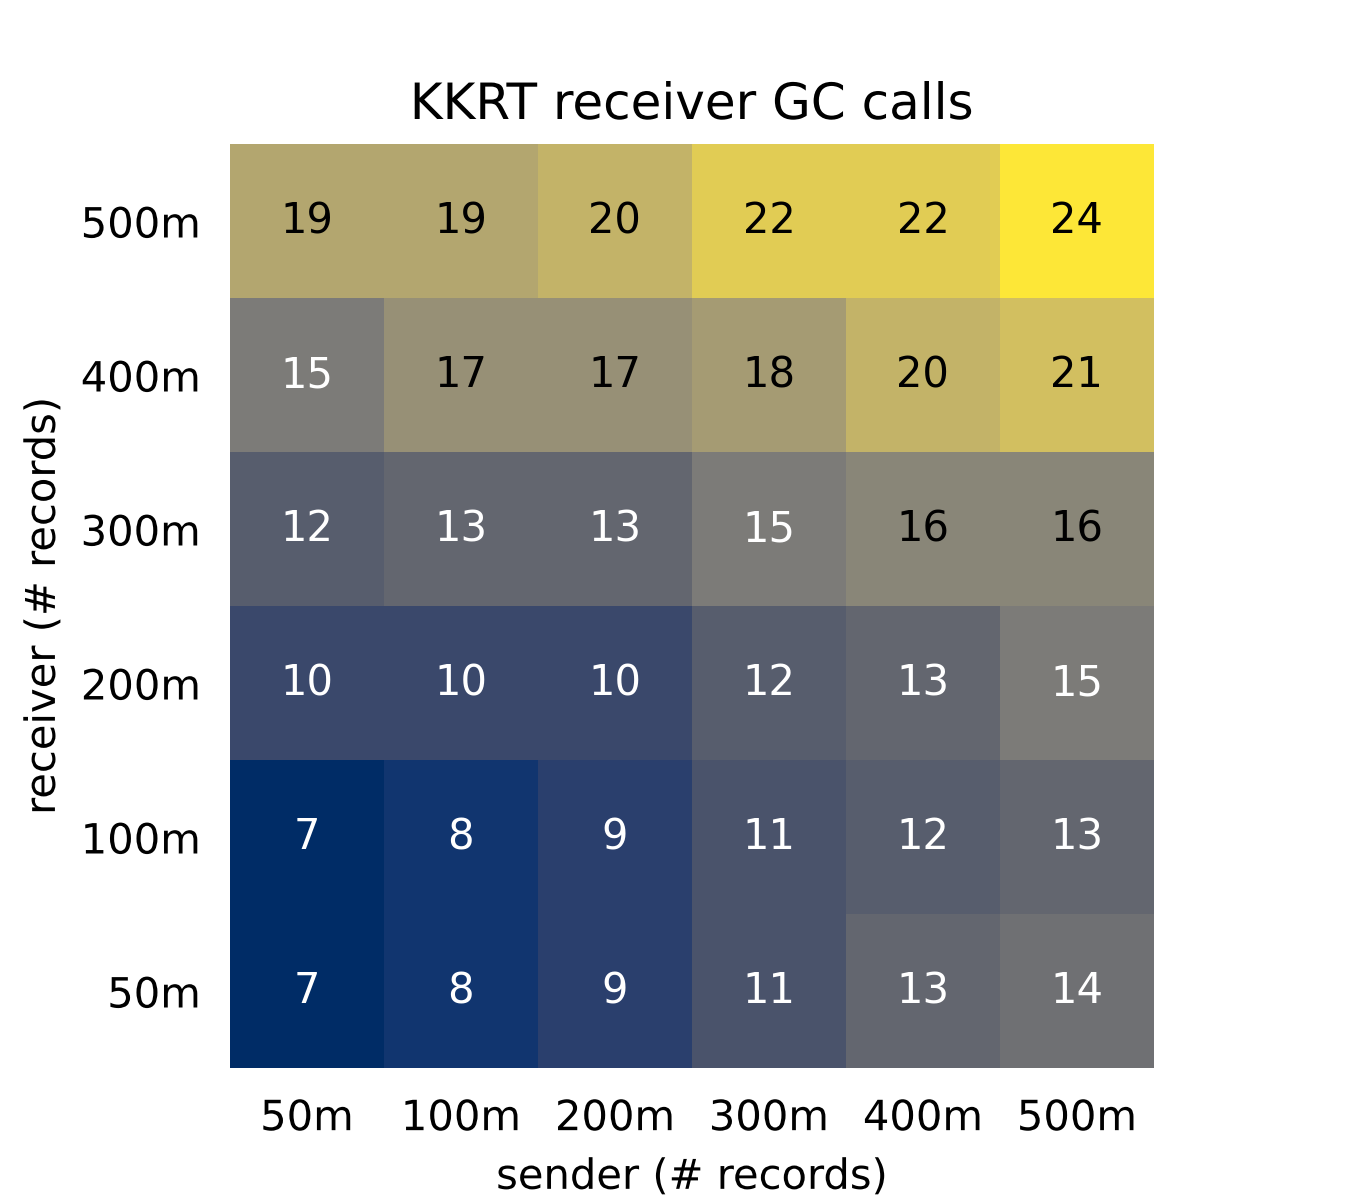 KKRT receiver GC calls
500m 19 19 20 22 22 24
400m 15 17 17 18 20 21
300m 12 13 13 15 16 16
200m 10 10 10 12 13 15
100m 7 8 9 11 12 13
50m 7 8 9 11 13 14
receiver (# records)
50m 100m 200m 300m 400m 500m
sender (# records)